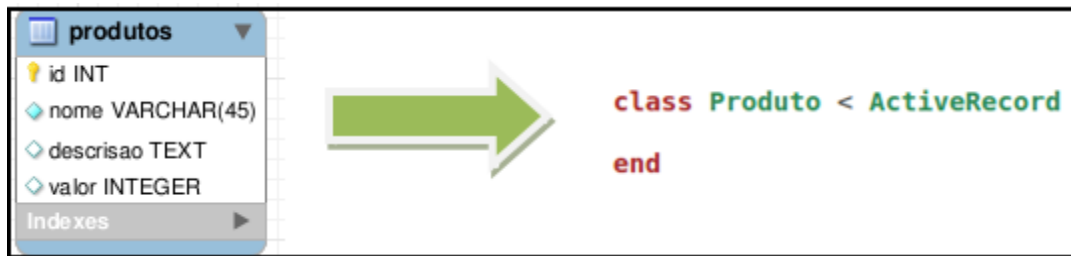 produtos
id INT
nome VARCHAR(45)
descrisao TEXT
valor INTEGER
Indexes
class Produto < ActiveRecord
end